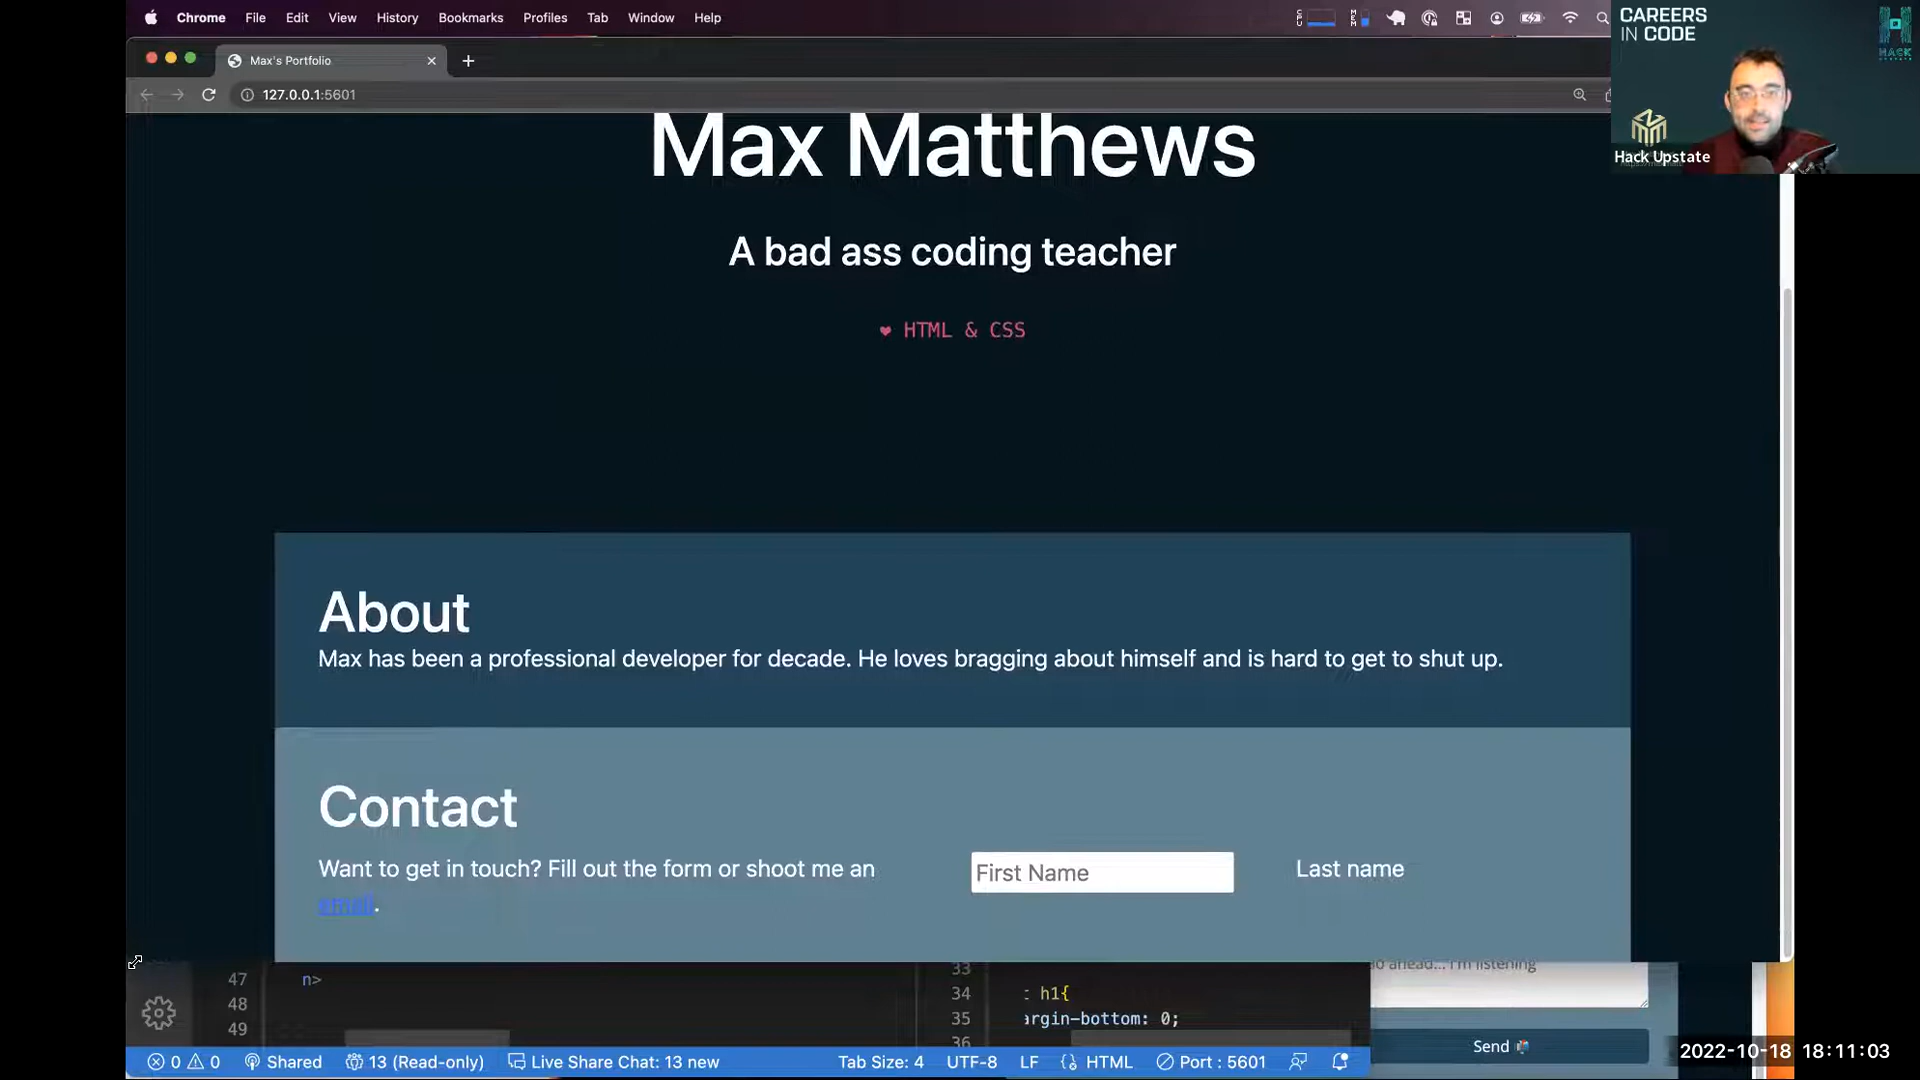 Chrome File Edit View History Bookmarks Profiles Tab Window Help
CAREERS
IN CODE
HACK
Hack Upstate
Max's Portfolio
127.0.0.1:5601
Max Matthews
A bad ass coding teacher
❤ HTML & CSS
About
Max has been a professional developer for decade. He loves bragging about himself and is hard to get to shut up.
Contact
Want to get in touch? Fill out the form or shoot me an
email.
First Name
Last name
47 n>
48
49
33
34 h1{
35 argin-bottom: 0;
36
ahead... I'm listening
Send
0 0 Shared 13 (Read-only) Live Share Chat: 13 new Tab Size: 4 UTF-8 LF {} HTML Port : 5601
2022-10-18 18:11:03